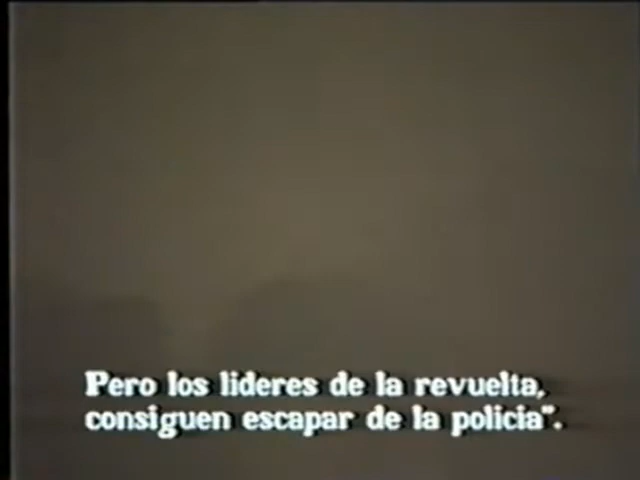 Pero los lideres de la revuelta,
consiguen escapar de la policia".